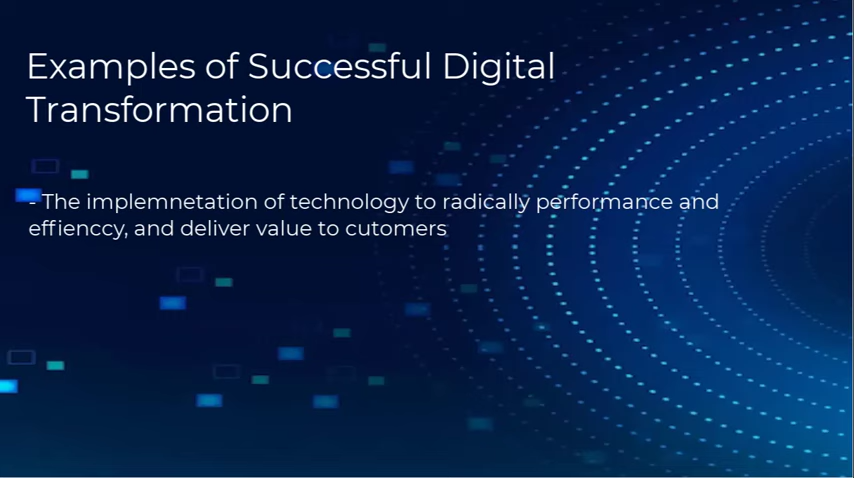 Examples of Successful Digital
Transformation
- The implemnetation of technology to radically performance and
effienccy, and deliver value to cutomers